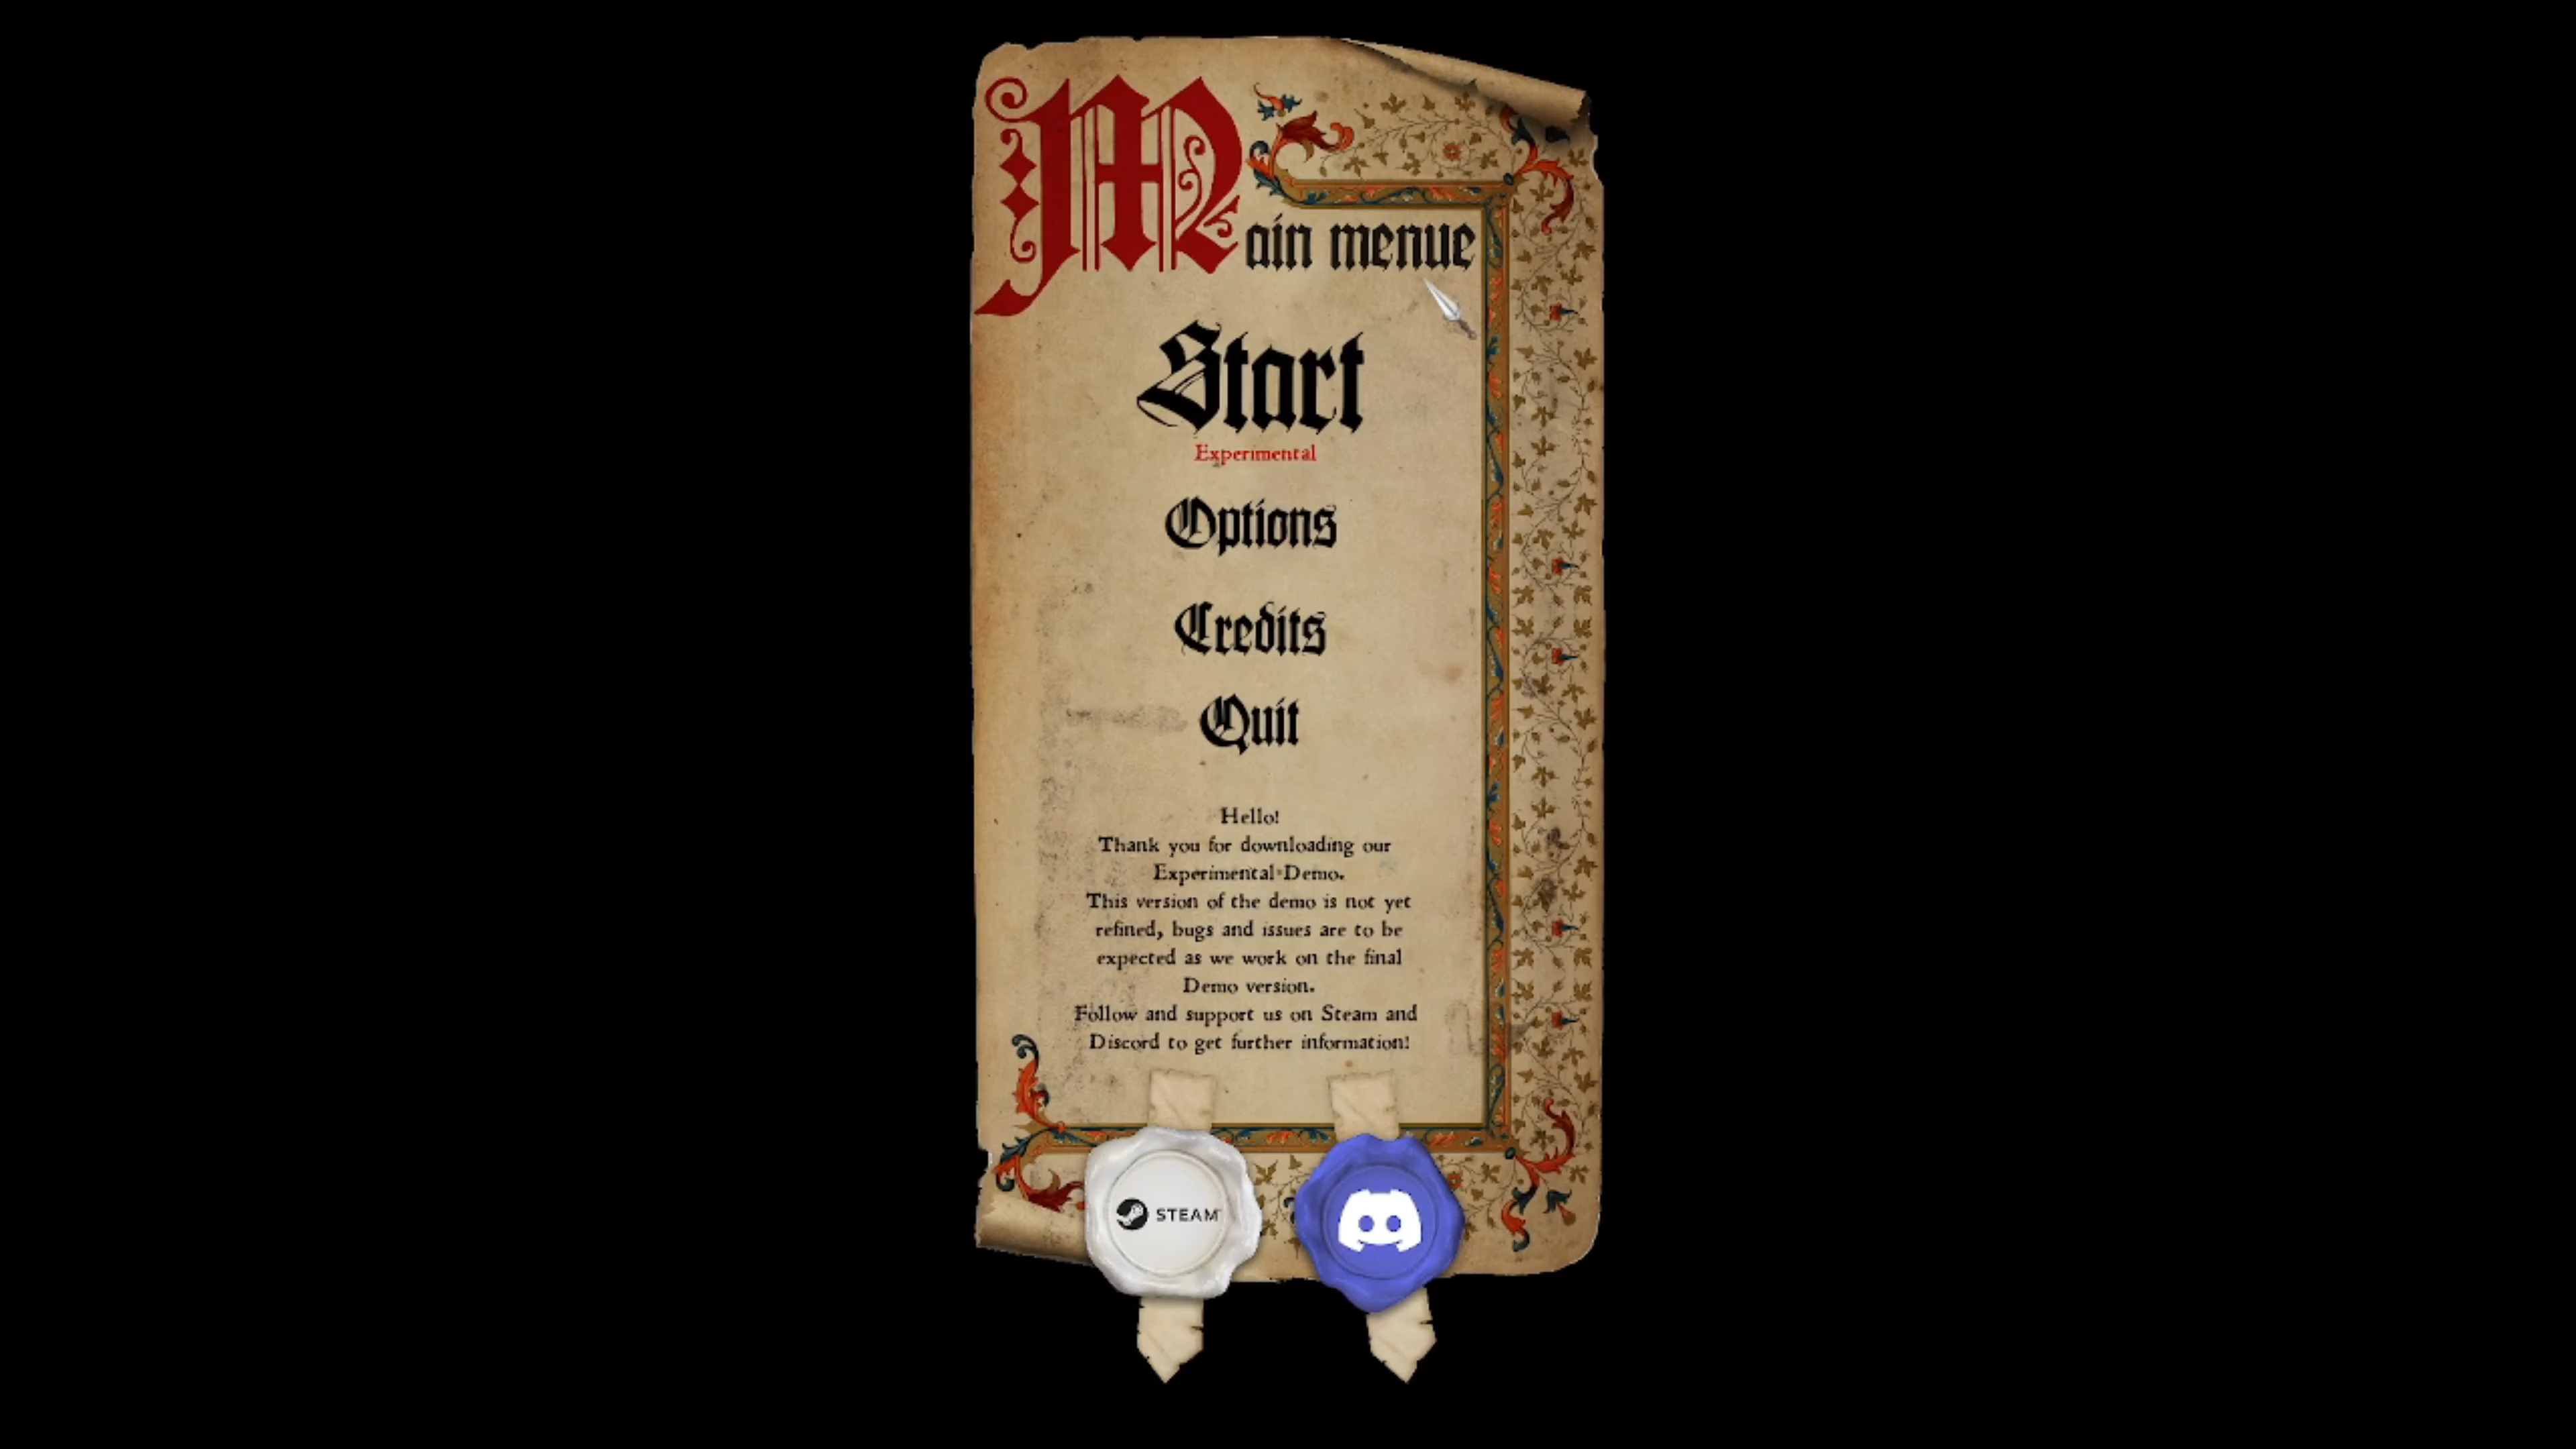 Main menue
Start
Experimental
Options
Credits
Quit
Hello!
Thank you for downloading our
Experimental Demo.
This version of the demo is not yet
refined, bugs and issues are to be
expected as we work on the final
Demo version.
Follow and support us on Steam and
Discord to get further information!
STEAM